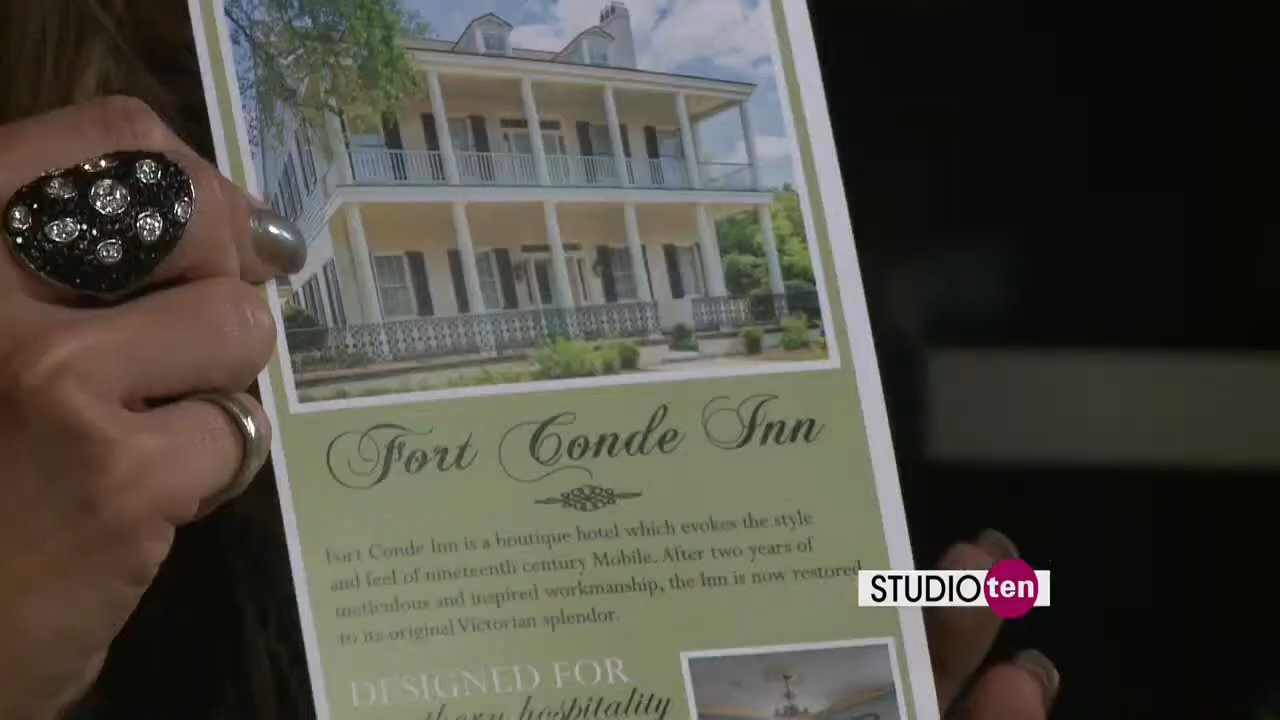 Fort Conde Inn
Fort Conde Inn is a boutique hotel which evokes the style
and feel of nineteenth century Mobile. After two years of
meticulous and inspired workmanship, the Inn is now restored
to its original Victorian splendor.
STUDIO ten
DESIGNED FOR
hospitality